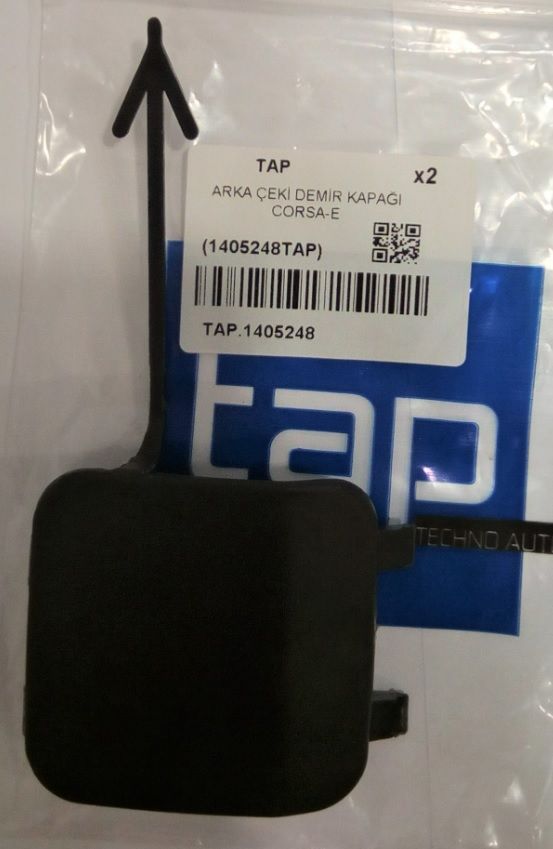 TAP x2
ARKA ÇEKİ DEMİR KAPAĞI
CORSA-E
(1405248TAP)
TAP.1405248
tap
TECHNO AUT